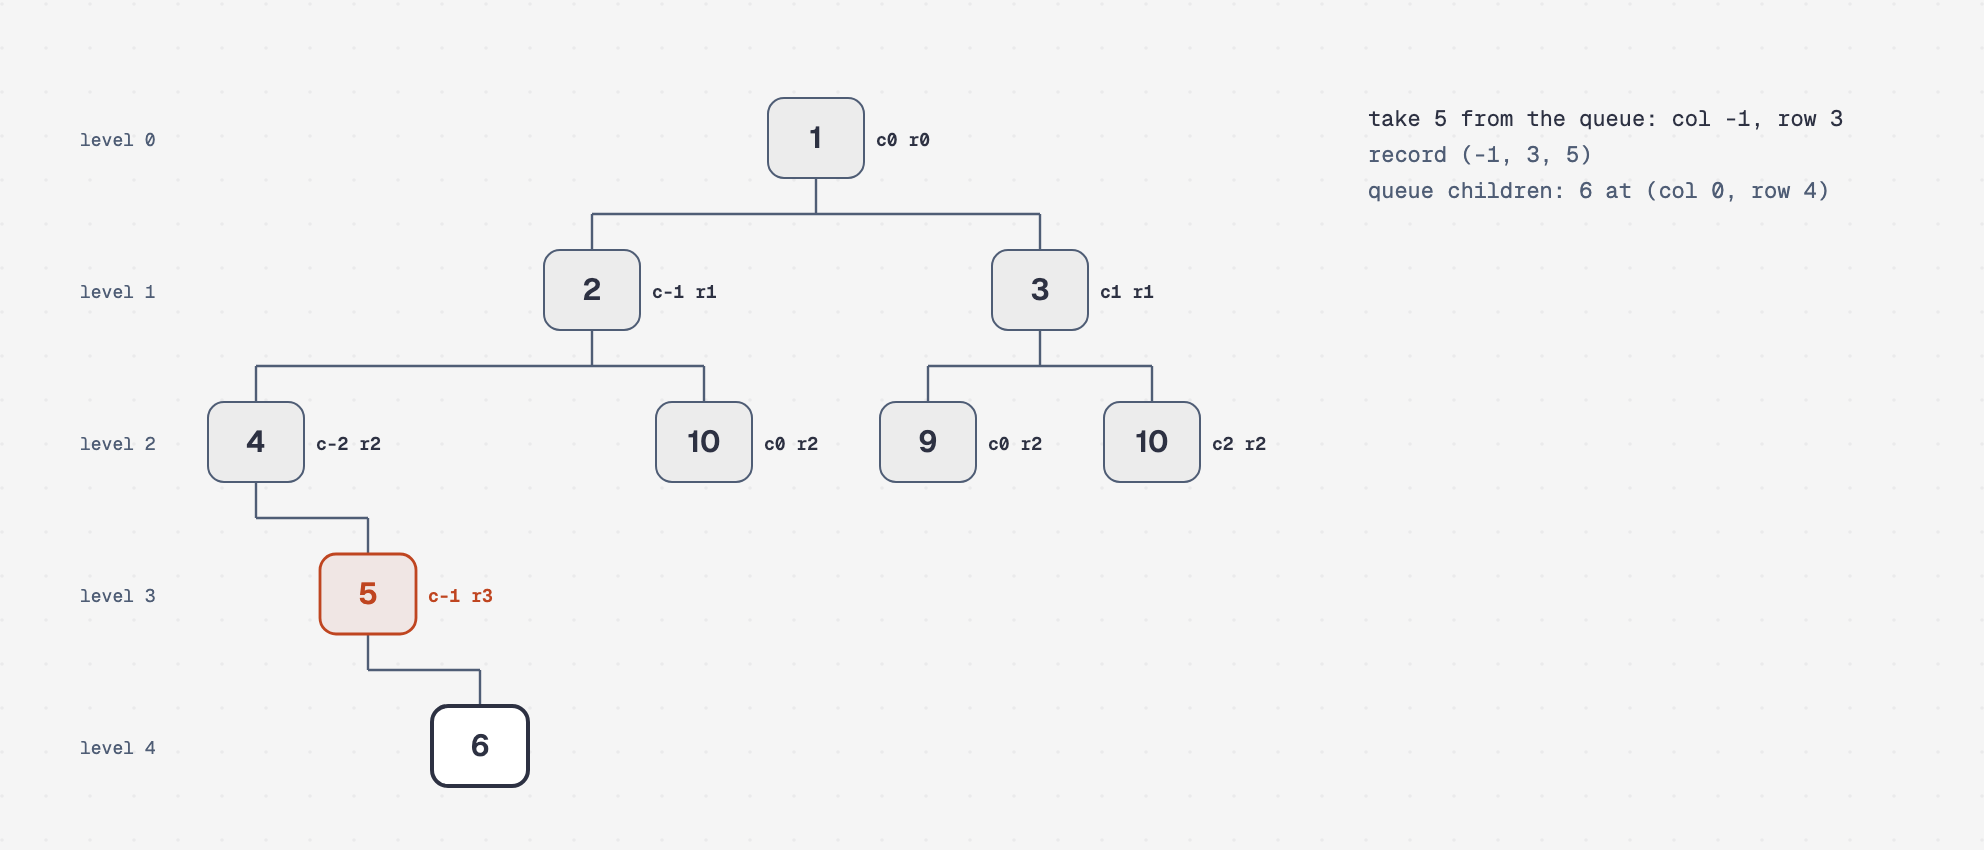 level 0
1
c0 r0
take 5 from the queue: col -1, row 3
record (-1, 3, 5)
queue children: 6 at (col 0, row 4)
level 1
2
c-1 r1
3
c1 r1
level 2
4
c-2 r2
10
c0 r2
9
c0 r2
10
c2 r2
level 3
5
c-1 r3
level 4
6